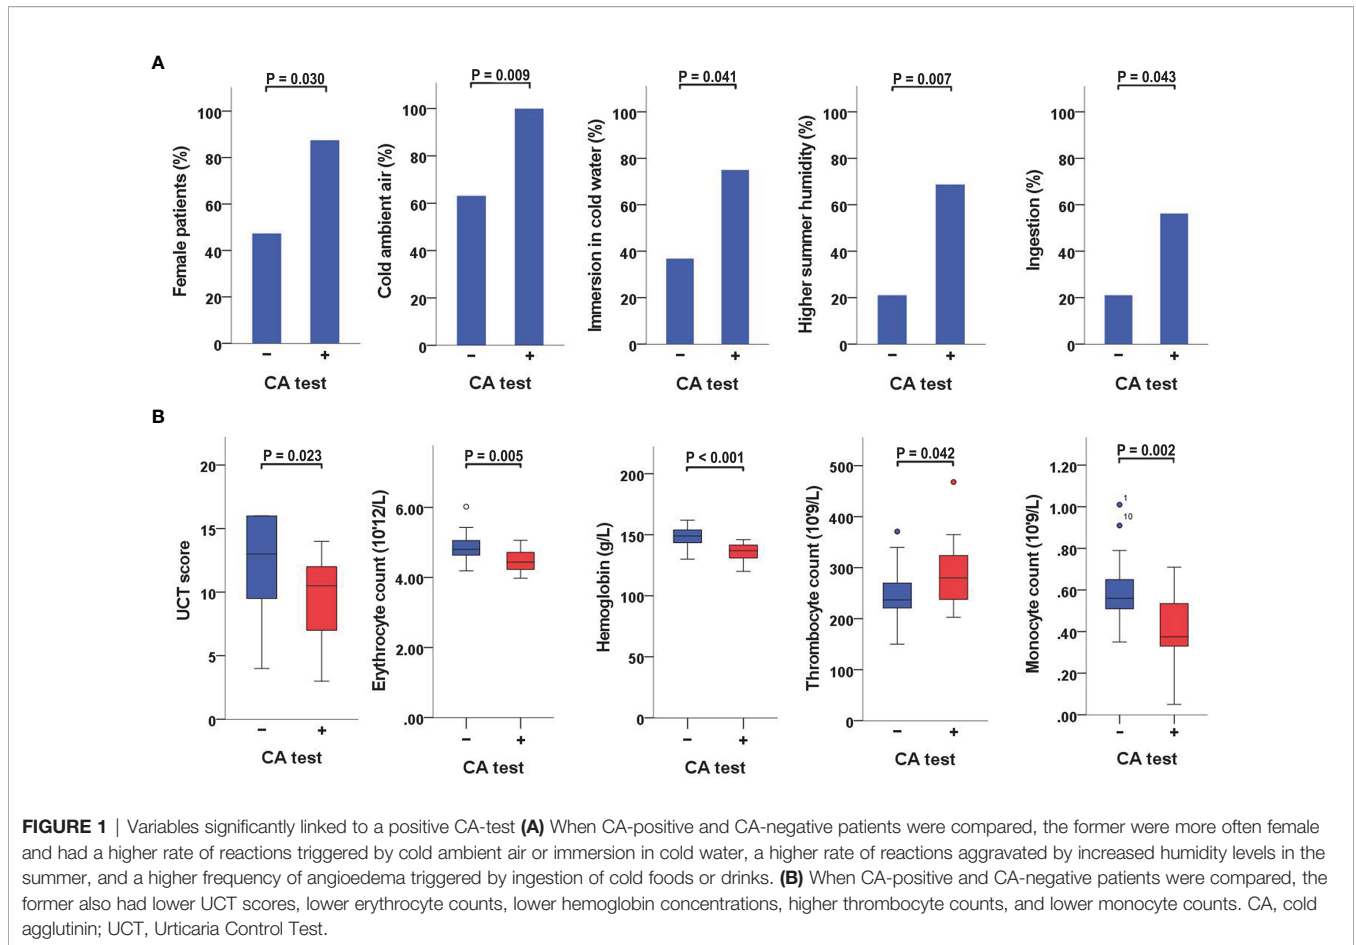 A
P = 0.030
Female patients (%)
100
80
60
40
20
0
– +
CA test
P = 0.009
Cold ambient air (%)
100
80
60
40
20
0
– +
CA test
P = 0.041
Immersion in cold water (%)
100
80
60
40
20
0
– +
CA test
P = 0.007
Higher summer humidity (%)
100
80
60
40
20
0
– +
CA test
P = 0.043
Ingestion (%)
100
80
60
40
20
0
– +
CA test
B
P = 0.023
UCT score
20
15
10
5
0
– +
CA test
P = 0.005
Erythrocyte count (10'12/L)
6.00
4.00
2.00
.00
– +
CA test
P < 0.001
Hemoglobin (g/L)
200
150
100
50
0
– +
CA test
P = 0.042
Thrombocyte count (10'9/L)
500
400
300
200
100
0
– +
CA test
P = 0.002
Monocyte count (10'9/L)
1.20
1.00
.80
.60
.40
.20
.00
1
10
– +
CA test
FIGURE 1 | Variables significantly linked to a positive CA-test (A) When CA-positive and CA-negative patients were compared, the former were more often female
and had a higher rate of reactions triggered by cold ambient air or immersion in cold water, a higher rate of reactions aggravated by increased humidity levels in the
summer, and a higher frequency of angioedema triggered by ingestion of cold foods or drinks. (B) When CA-positive and CA-negative patients were compared, the
former also had lower UCT scores, lower erythrocyte counts, lower hemoglobin concentrations, higher thrombocyte counts, and lower monocyte counts. CA, cold
agglutinin; UCT, Urticaria Control Test.